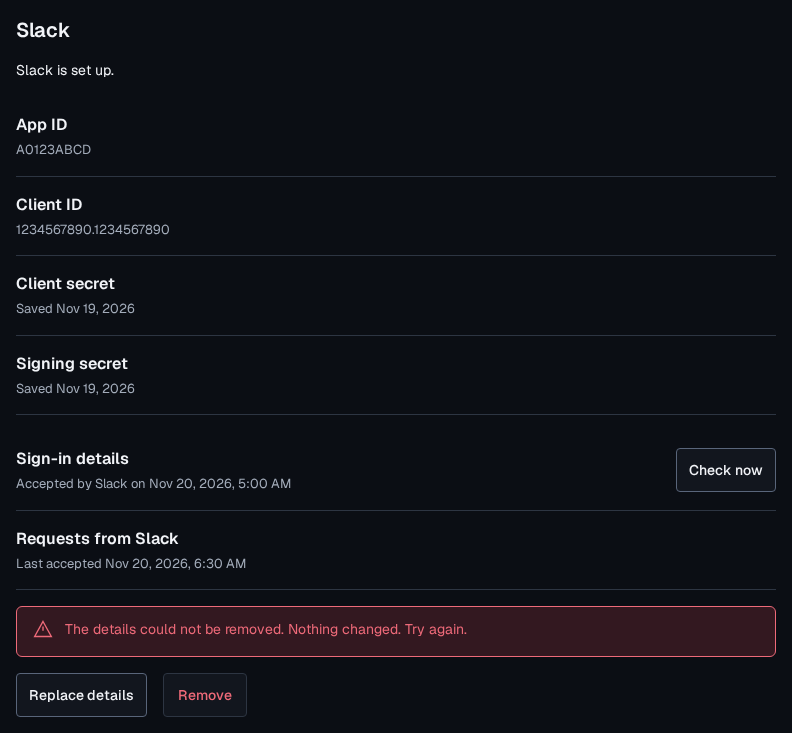 Slack
Slack is set up.
App ID
A0123ABCD
Client ID
1234567890.1234567890
Client secret
Saved Nov 19, 2026
Signing secret
Saved Nov 19, 2026
Sign-in details
Accepted by Slack on Nov 20, 2026, 5:00 AM
Check now
Requests from Slack
Last accepted Nov 20, 2026, 6:30 AM
The details could not be removed. Nothing changed. Try again.
Replace details
Remove